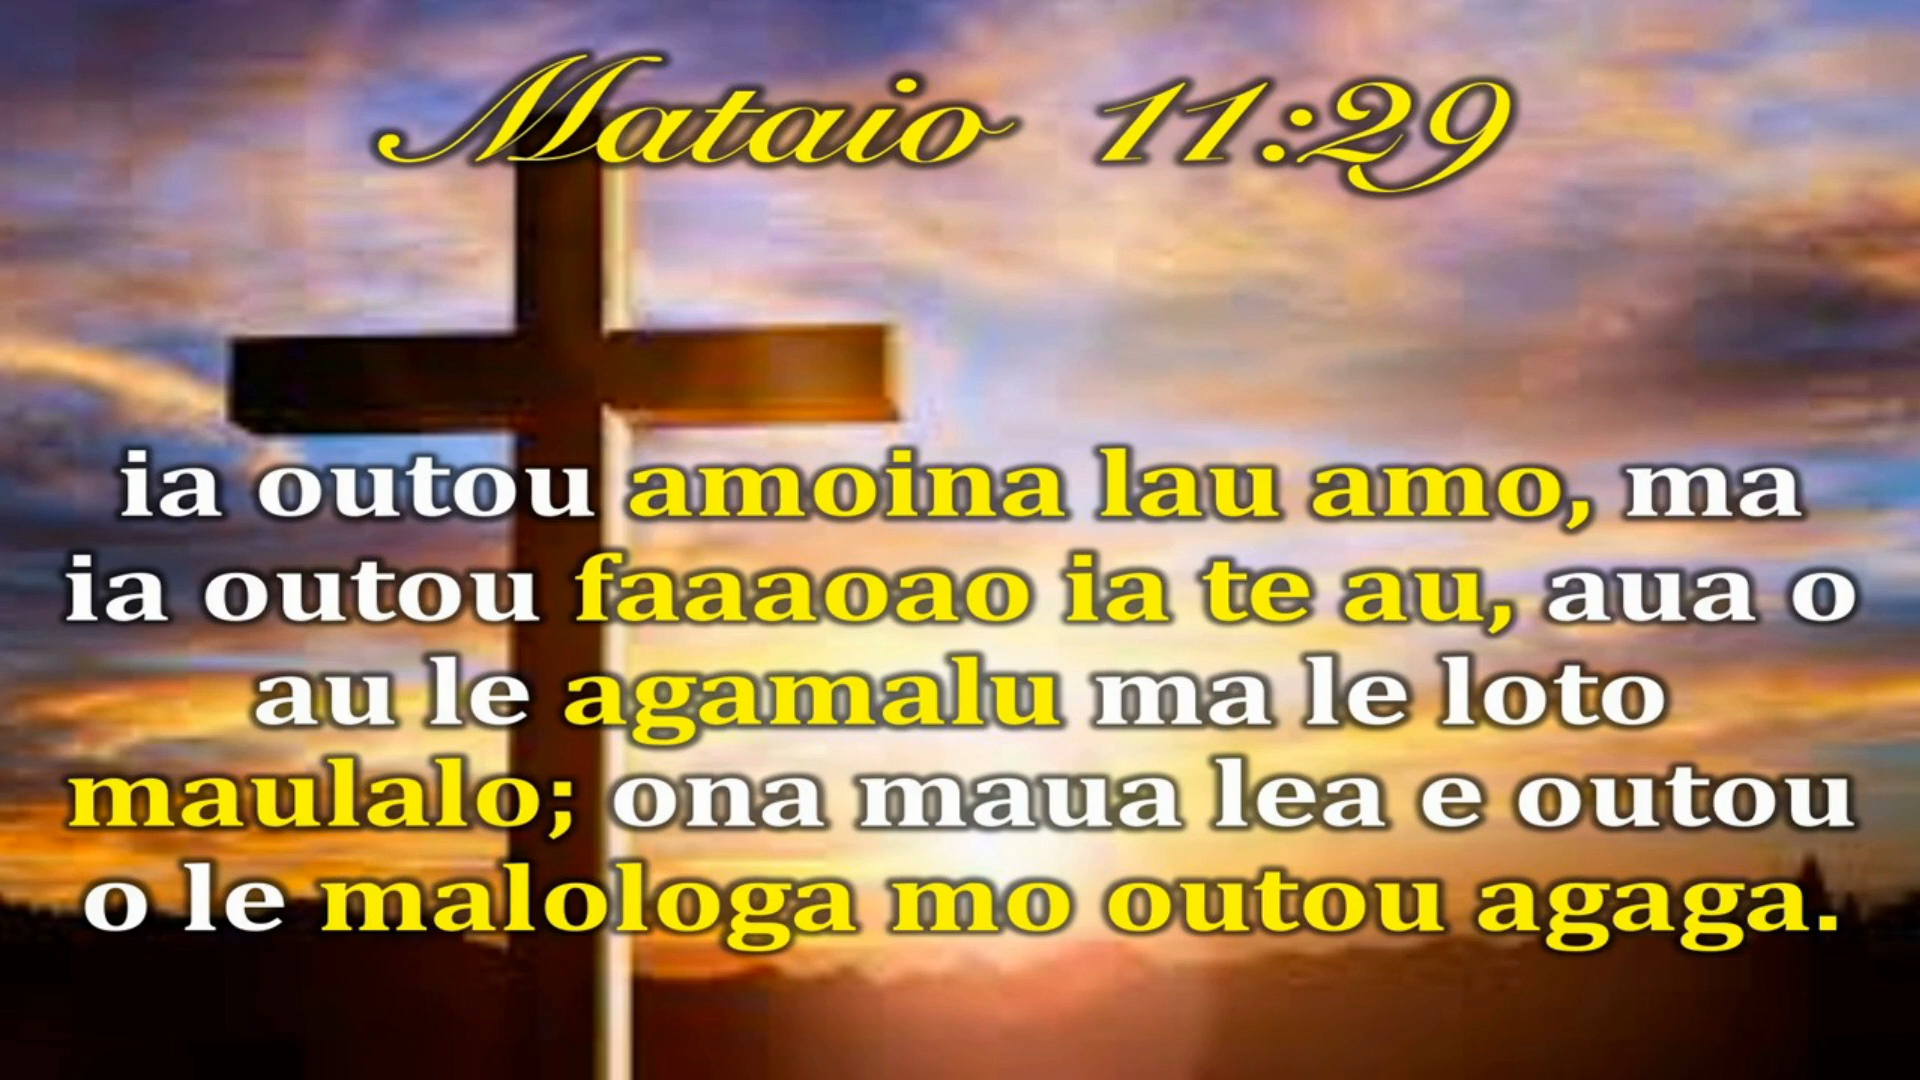 Mataio 11:29
ia outou amoina lau amo, ma
ia outou faaaoao ia te au, aua o
au le agamalu ma le loto
maulalo; ona maua lea e outou
o le malologa mo outou agaga.